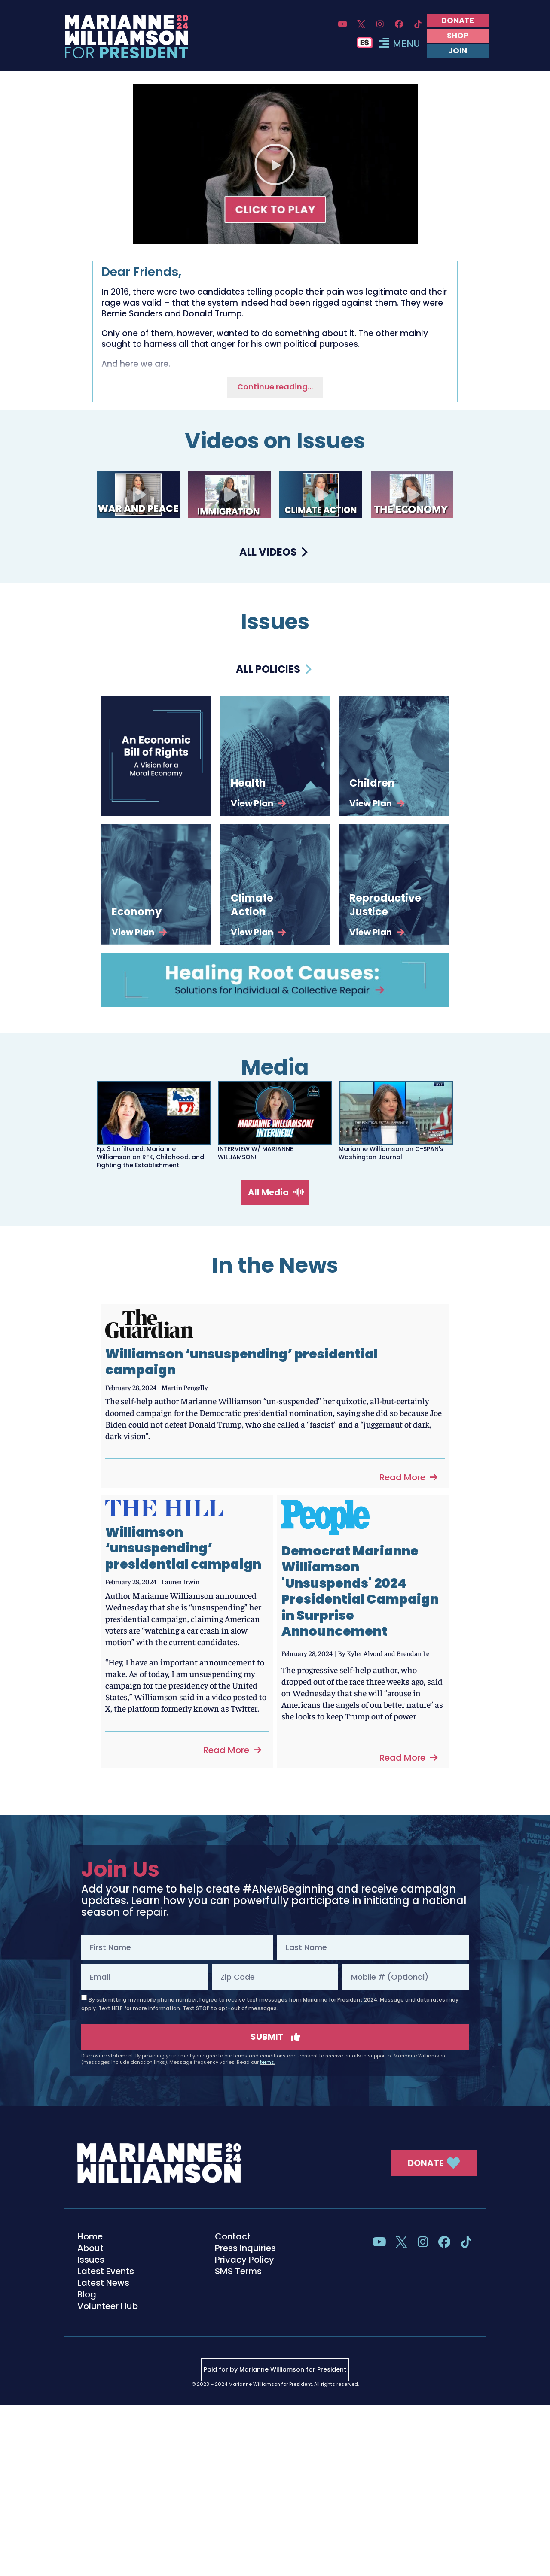 MARIANNE 2024
WILLIAMSON
FOR PRESIDENT
DONATE
SHOP
JOIN
ES
MENU
CLICK TO PLAY
Dear Friends,
In 2016, there were two candidates telling people their pain was legitimate and their
rage was valid – that the system indeed had been rigged against them. They were
Bernie Sanders and Donald Trump.
Only one of them, however, wanted to do something about it. The other mainly
sought to harness all that anger for his own political purposes.
And here we are.
Continue reading...
Videos on Issues
WAR AND PEACE
IMMIGRATION
CLIMATE ACTION
THE ECONOMY
ALL VIDEOS
Issues
ALL POLICIES
An Economic
Bill of Rights
A Vision for a
Moral Economy
Health
View Plan
Children
View Plan
Economy
View Plan
Climate
Action
View Plan
Reproductive
Justice
View Plan
Healing Root Causes:
Solutions for Individual & Collective Repair
Media
MARIANNE WILLIAMSON!
INTERVIEW!
Ep. 3 Unfiltered: Marianne
Williamson on RFK, Childhood, and
Fighting the Establishment
INTERVIEW W/ MARIANNE
WILLIAMSON!
Marianne Williamson on C-SPAN's
Washington Journal
All Media
In the News
The
Guardian
Williamson ‘unsuspending’ presidential
campaign
February 28, 2024 | Martin Pengelly
The self-help author Marianne Williamson “un-suspended” her quixotic, all-but-certainly
doomed campaign for the Democratic presidential nomination, saying she did so because Joe
Biden could not defeat Donald Trump, who she called a “fascist” and a “juggernaut of dark,
dark vision”.
Read More
THE HILL
Williamson
‘unsuspending’
presidential campaign
February 28, 2024 | Lauren Irwin
Author Marianne Williamson announced
Wednesday that she is “unsuspending” her
presidential campaign, claiming American
voters are “watching a car crash in slow
motion” with the current candidates.
“Hey, I have an important announcement to
make. As of today, I am unsuspending my
campaign for the presidency of the United
States,” Williamson said in a video posted to
X, the platform formerly known as Twitter.
Read More
People
Democrat Marianne
Williamson
'Unsuspends' 2024
Presidential Campaign
in Surprise
Announcement
February 28, 2024 | By Kyler Alvord and Brendan Le
The progressive self-help author, who
dropped out of the race three weeks ago, said
on Wednesday that she will “arouse in
Americans the angels of our better nature” as
she looks to keep Trump out of power
Read More
Join Us
Add your name to help create #ANewBeginning and receive campaign
updates. Learn how you can powerfully participate in initiating a national
season of repair.
First Name
Last Name
Email
Zip Code
Mobile # (Optional)
By submitting my mobile phone number, I agree to receive text messages from Marianne for President 2024. Message and data rates may
apply. Text HELP for more information. Text STOP to opt-out of messages.
SUBMIT
Disclosure statement: By providing your email you agree to our terms and conditions and consent to receive emails in support of Marianne Williamson
(messages include donation links). Message frequency varies. Read our terms.
MARIANNE 2024
WILLIAMSON
DONATE
Home
About
Issues
Latest Events
Latest News
Blog
Volunteer Hub
Contact
Press Inquiries
Privacy Policy
SMS Terms
Paid for by Marianne Williamson for President
© 2023 – 2024 Marianne Williamson for President. All rights reserved.